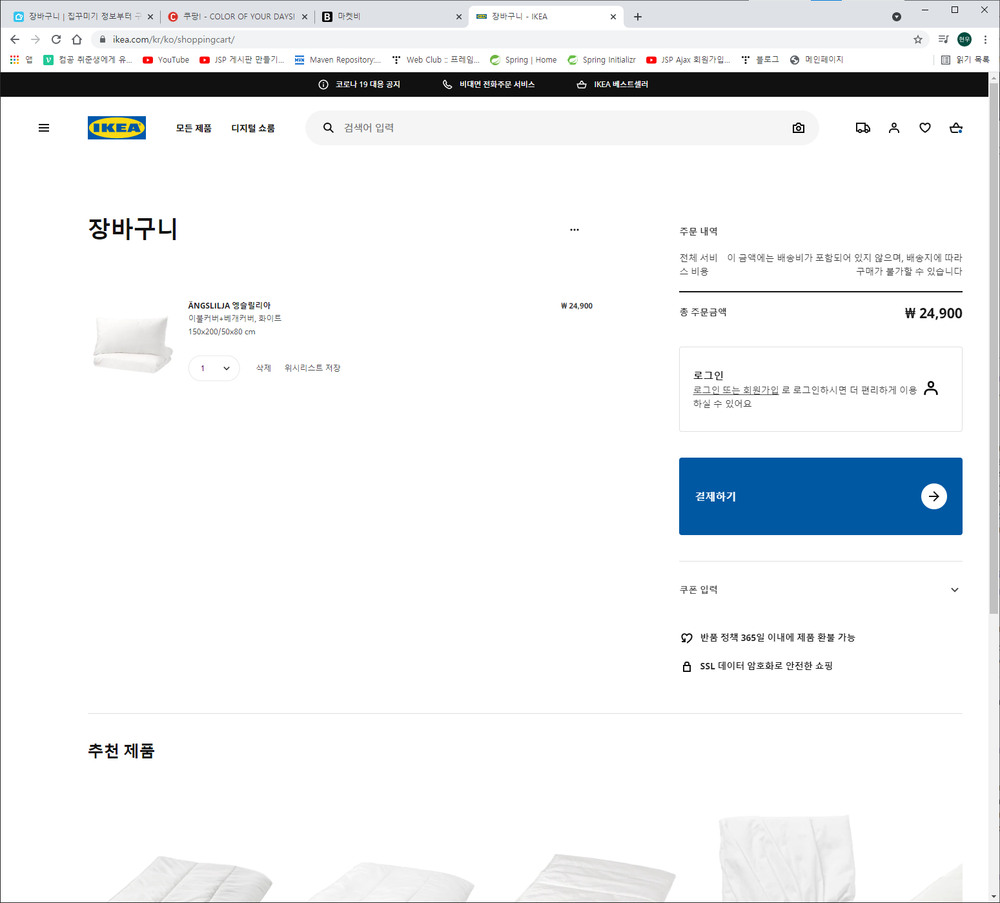 장바구니 | 집꾸미기 정보부터 구
쿠팡! - COLOR OF YOUR DAYS!
마켓비
장바구니 - IKEA
ikea.com/kr/ko/shoppingcart/
현우
앱
컴공 취준생에게 유...
YouTube
JSP 게시판 만들기...
Maven Repository:...
Web Club :: 프레임...
Spring | Home
Spring Initializr
JSP Ajax 회원가입...
블로그
메인페이지
읽기 목록
코로나 19 대응 공지
비대면 전화주문 서비스
IKEA 베스트셀러
IKEA
모든 제품
디지털 쇼룸
검색어 입력
장바구니
ÄNGSLILJA 엥슬릴리아
₩ 24,900
이불커버+베개커버, 화이트
150x200/50x80 cm
1
삭제
위시리스트 저장
주문 내역
전체 서비스 비용
이 금액에는 배송비가 포함되어 있지 않으며, 배송지에 따라
구매가 불가할 수 있습니다
총 주문금액
₩ 24,900
로그인
로그인 또는 회원가입 로 로그인하시면 더 편리하게 이용
하실 수 있어요
결제하기
쿠폰 입력
반품 정책 365일 이내에 제품 환불 가능
SSL 데이터 암호화로 안전한 쇼핑
추천 제품